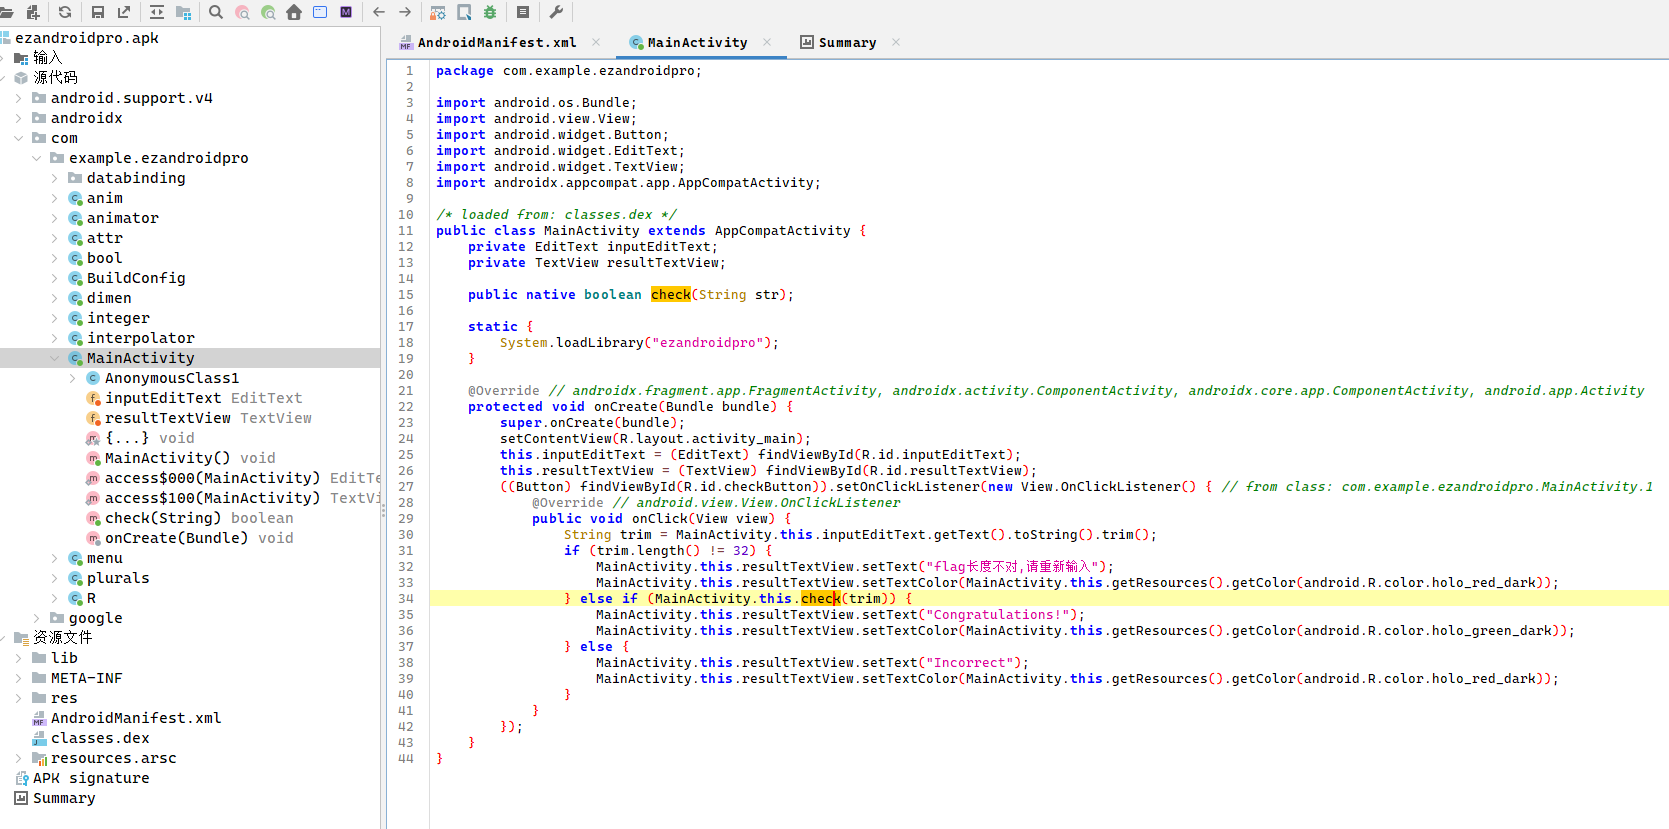 ezandroidpro.apk
输入
源代码
android.support.v4
androidx
com
example.ezandroidpro
databinding
anim
animator
attr
bool
BuildConfig
dimen
integer
interpolator
MainActivity
AnonymousClass1
inputEditText EditText
resultTextView TextView
{...} void
MainActivity() void
access$000(MainActivity) EditTe
access$100(MainActivity) TextVi
check(String) boolean
onCreate(Bundle) void
menu
plurals
R
google
资源文件
lib
META-INF
res
AndroidManifest.xml
classes.dex
resources.arsc
APK signature
Summary
AndroidManifest.xml × MainActivity × Summary ×
1 package com.example.ezandroidpro;
2
3 import android.os.Bundle;
4 import android.view.View;
5 import android.widget.Button;
6 import android.widget.EditText;
7 import android.widget.TextView;
8 import androidx.appcompat.app.AppCompatActivity;
9
10 /* loaded from: classes.dex */
11 public class MainActivity extends AppCompatActivity {
12 private EditText inputEditText;
13 private TextView resultTextView;
14
15 public native boolean check(String str);
16
17 static {
18 System.loadLibrary("ezandroidpro");
19 }
20
21 @Override // androidx.fragment.app.FragmentActivity, androidx.activity.ComponentActivity, androidx.core.app.ComponentActivity, android.app.Activity
22 protected void onCreate(Bundle bundle) {
23 super.onCreate(bundle);
24 setContentView(R.layout.activity_main);
25 this.inputEditText = (EditText) findViewById(R.id.inputEditText);
26 this.resultTextView = (TextView) findViewById(R.id.resultTextView);
27 ((Button) findViewById(R.id.checkButton)).setOnClickListener(new View.OnClickListener() { // from class: com.example.ezandroidpro.MainActivity.1
28 @Override // android.view.View.OnClickListener
29 public void onClick(View view) {
30 String trim = MainActivity.this.inputEditText.getText().toString().trim();
31 if (trim.length() != 32) {
32 MainActivity.this.resultTextView.setText("flag长度不对,请重新输入");
33 MainActivity.this.resultTextView.setTextColor(MainActivity.this.getResources().getColor(android.R.color.holo_red_dark));
34 } else if (MainActivity.this.check(trim)) {
35 MainActivity.this.resultTextView.setText("Congratulations!");
36 MainActivity.this.resultTextView.setTextColor(MainActivity.this.getResources().getColor(android.R.color.holo_green_dark));
37 } else {
38 MainActivity.this.resultTextView.setText("Incorrect");
39 MainActivity.this.resultTextView.setTextColor(MainActivity.this.getResources().getColor(android.R.color.holo_red_dark));
40 }
41 }
42 });
43 }
44 }